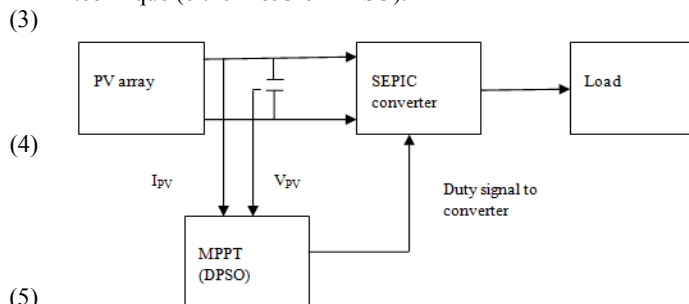 (3)
PV array
SEPIC
converter
Load
(4)
IPV
VPV
Duty signal to
converter
MPPT
(DPSO)
(5)